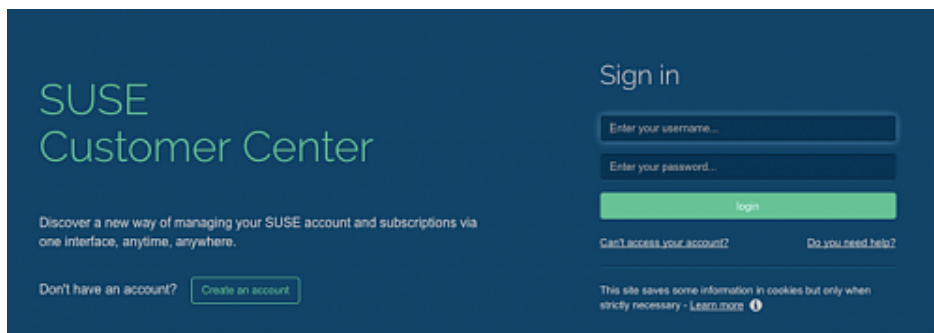 SUSE
Customer Center
Discover a new way of managing your SUSE account and subscriptions via
one interface, anytime, anywhere.
Don't have an account? Create an account
Sign in
Enter your username...
Enter your password...
login
Can't access your account? Do you need help?
This site saves some information in cookies but only when
strictly necessary - Learn more i